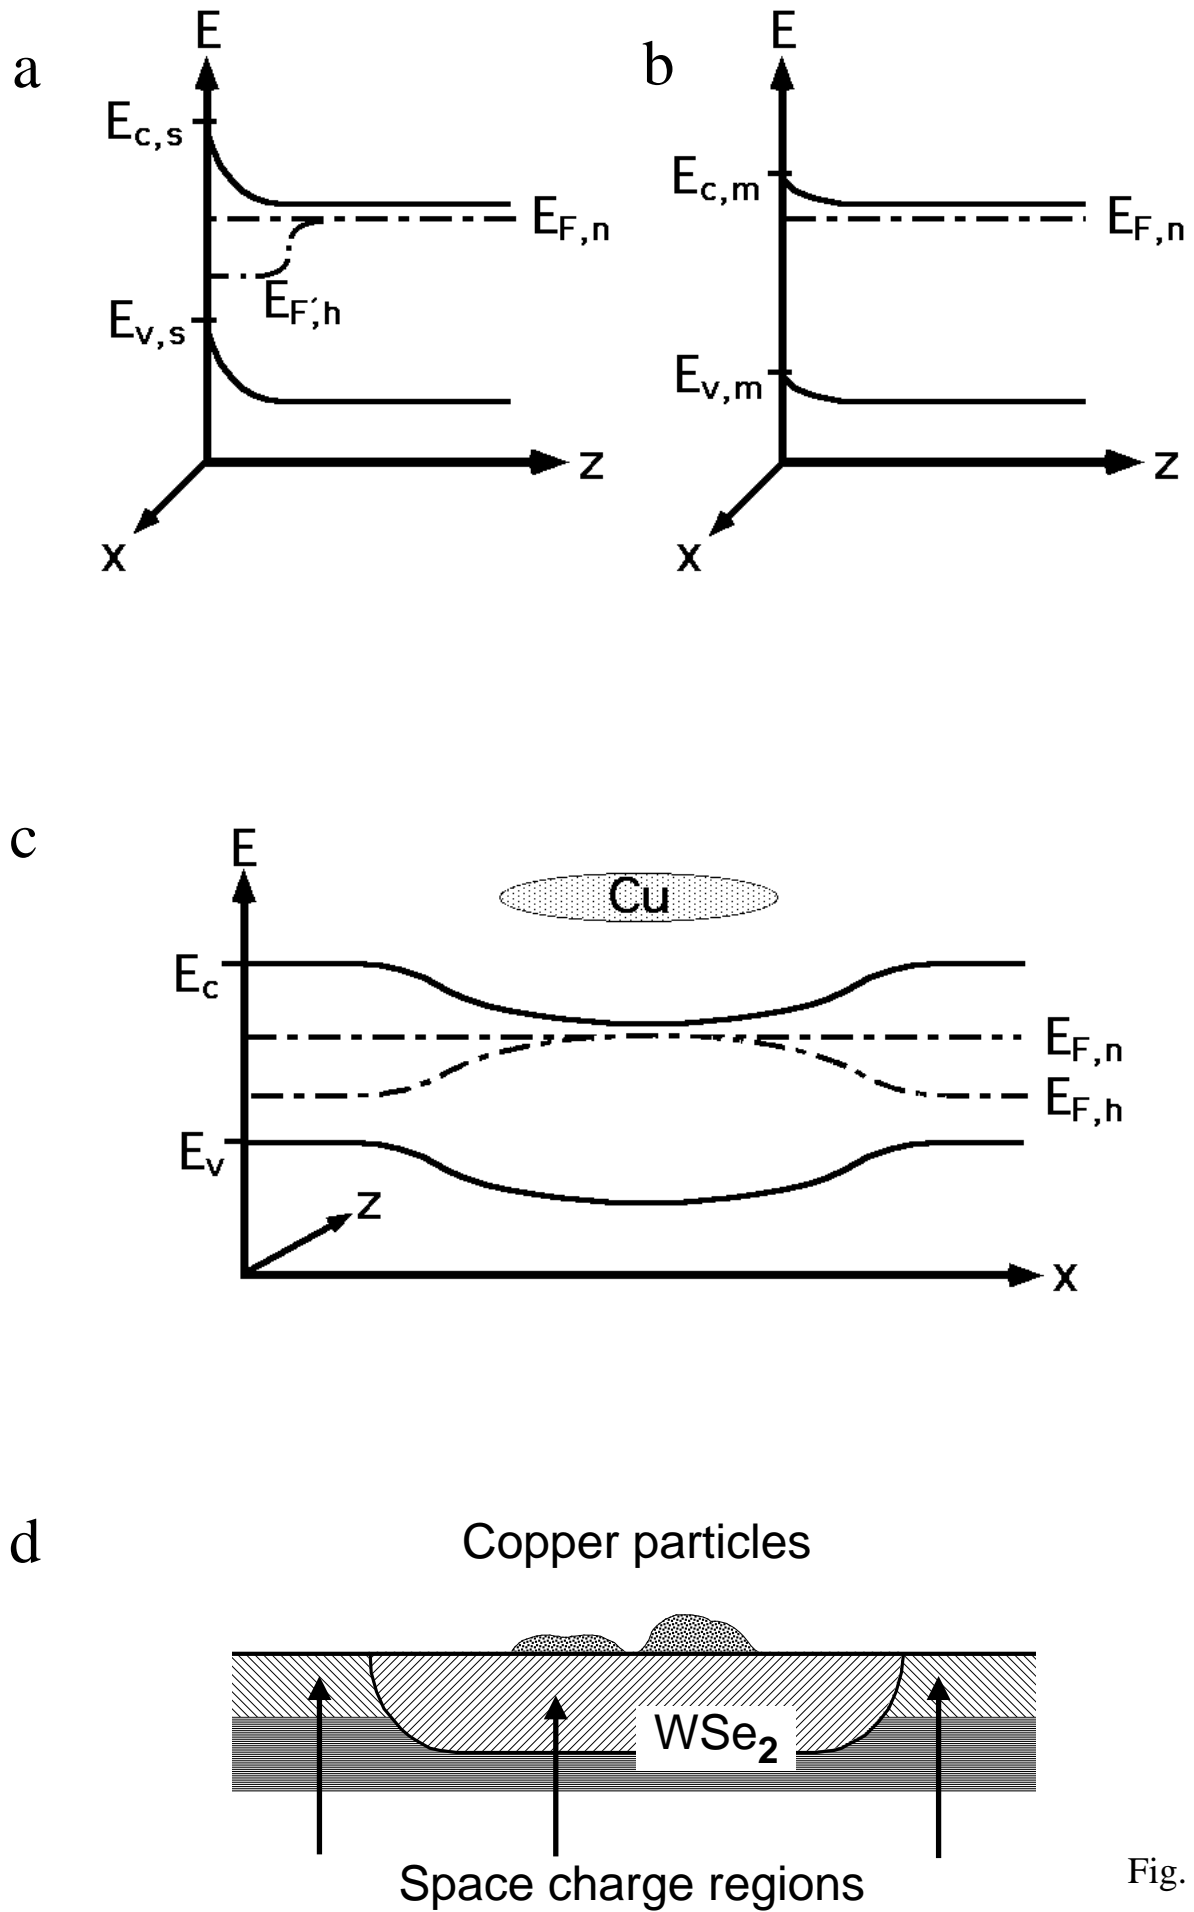 a
E
E_c,s
E_F,n
E_F,'h
E_v,s
z
x
b
E
E_c,m
E_F,n
E_v,m
z
x
c
E
Cu
E_c
E_F,n
E_F,h
E_v
z
x
d
Copper particles
WSe₂
Space charge regions
Fig.